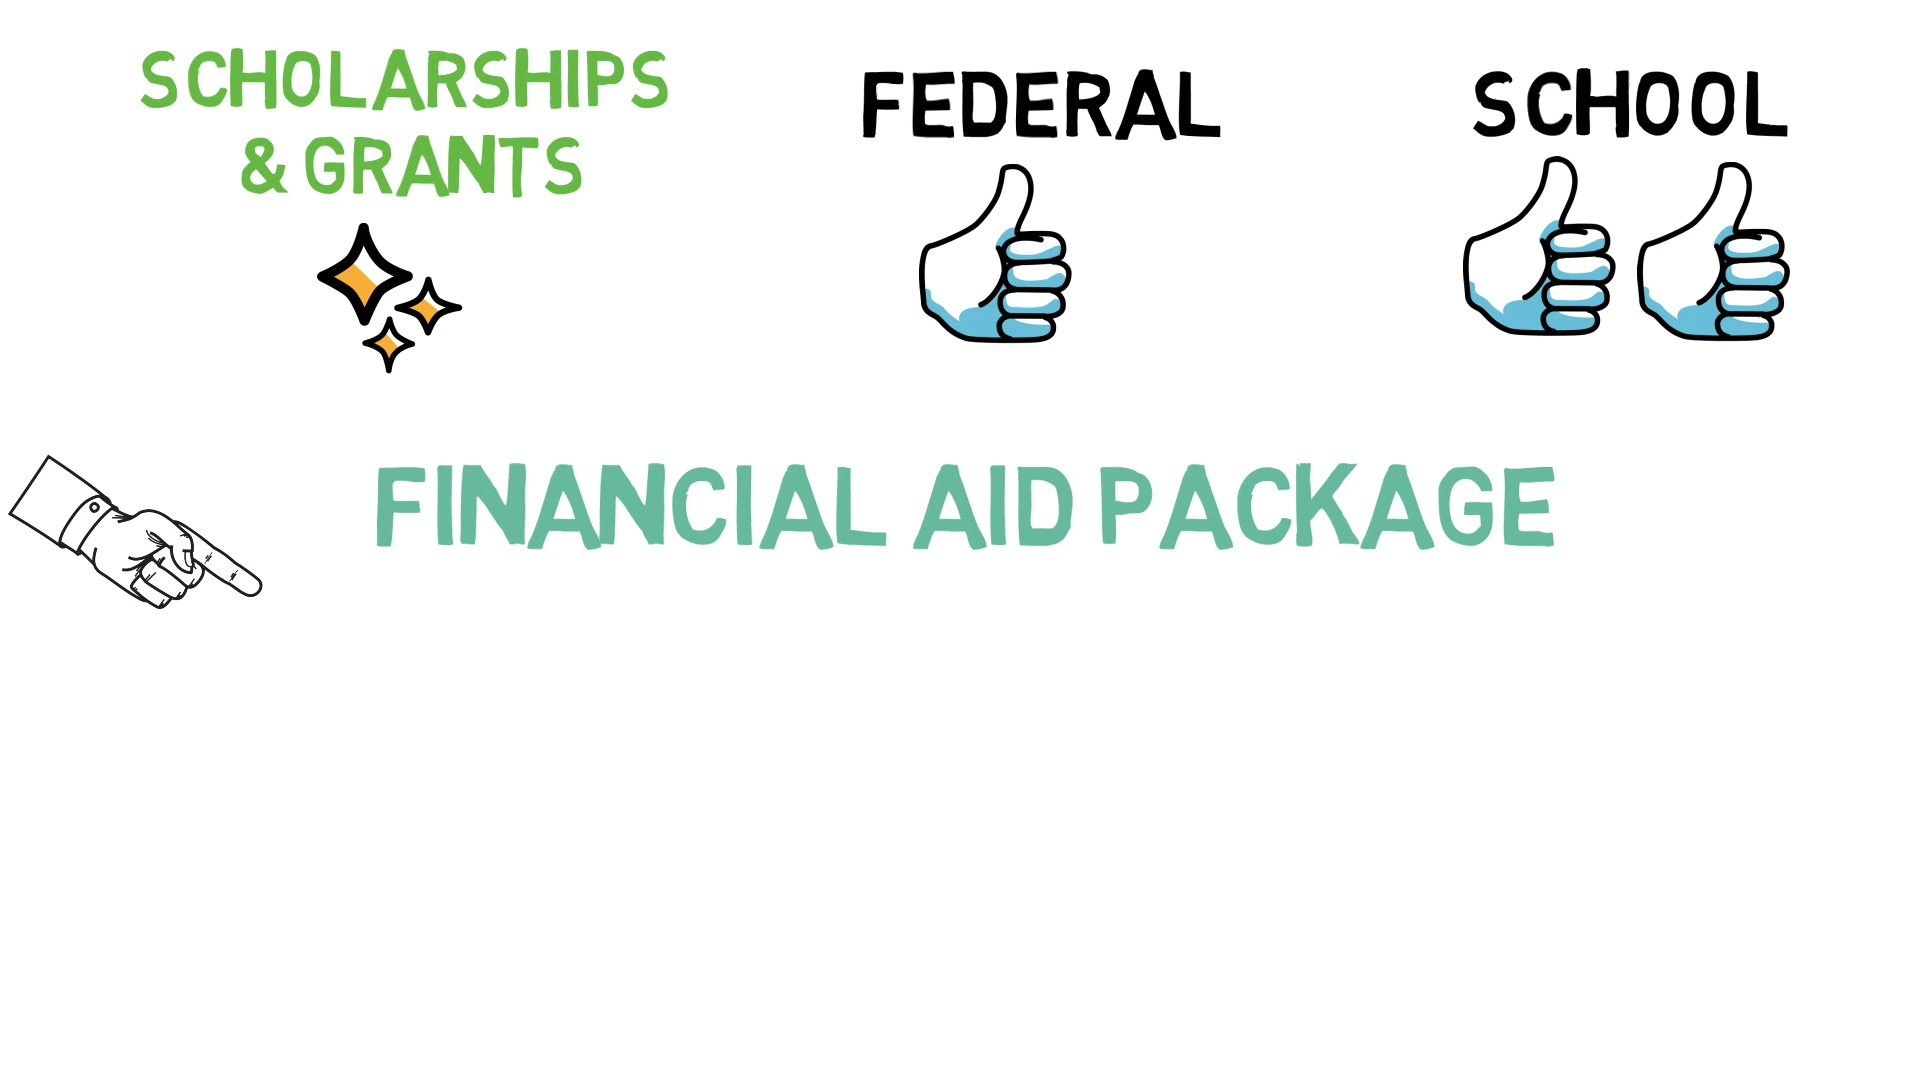 SCHOLARSHIPS
& GRANTS
FEDERAL
SCHOOL
FINANCIAL AID PACKAGE